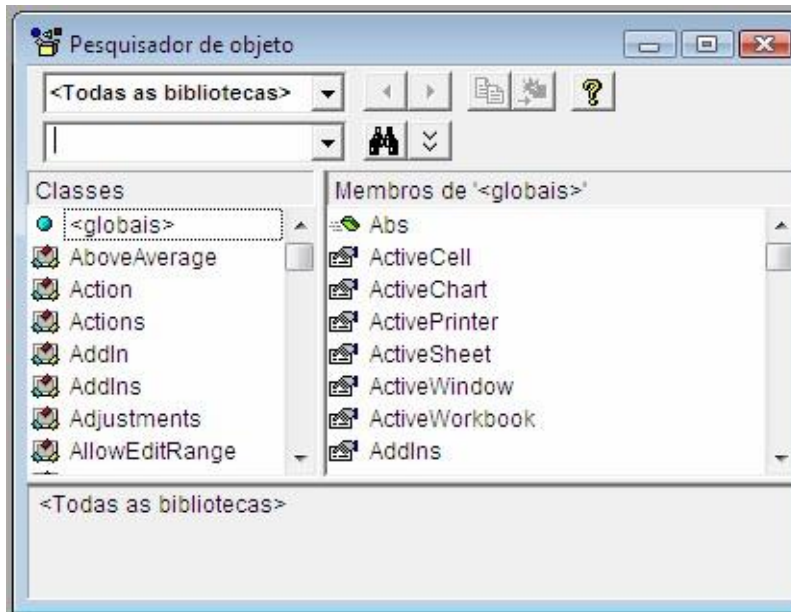 Pesquisador de objeto
<Todas as bibliotecas>
Classes
Membros de '<globais>'
<globais>
Abs
AboveAverage
ActiveCell
Action
ActiveChart
Actions
ActivePrinter
AddIn
ActiveSheet
AddIns
ActiveWindow
Adjustments
ActiveWorkbook
AllowEditRange
AddIns
<Todas as bibliotecas>